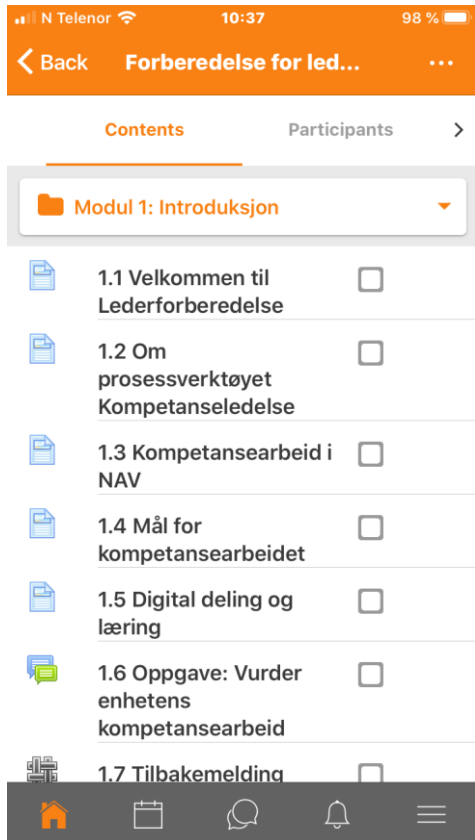 N Telenor 10:37 98 %
Back Forberedelse for led... ...
Contents Participants
Modul 1: Introduksjon
1.1 Velkommen til
Lederforberedelse
1.2 Om
prosessverktøyet
Kompetanseledelse
1.3 Kompetansearbeid i
NAV
1.4 Mål for
kompetansearbeidet
1.5 Digital deling og
læring
1.6 Oppgave: Vurder
enhetens
kompetansearbeid
1.7 Tilbakemelding